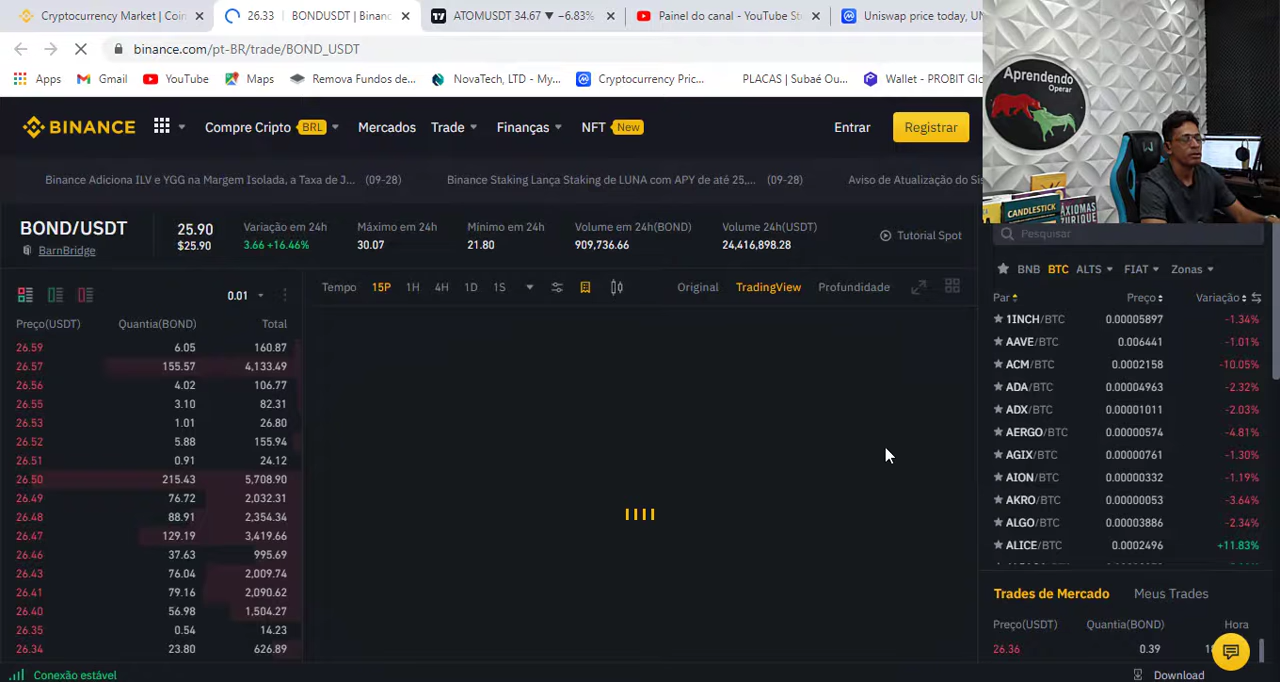 Cryptocurrency Market | Coin
26.33 BONDUSDT | Binanc
ATOMUSDT 34.67 ▼ −6.83%
Painel do canal - YouTube St
Uniswap price today, UN
binance.com/pt-BR/trade/BOND_USDT
Apps Gmail YouTube Maps Remova Fundos de... NovaTech, LTD - My... Cryptocurrency Pric... PLACAS | Subaé Ou... Wallet - PROBIT Glo
Aprendendo
Operar
BINANCE Compre Cripto BRL Mercados Trade Finanças NFT New Entrar Registrar
Binance Adiciona ILV e YGG na Margem Isolada, a Taxa de J... (09-28) Binance Staking Lança Staking de LUNA com APY de até 25,... (09-28) Aviso de Atualização do Sis
CANDLESTICK
BOND/USDT
BarnBridge
25.90
$25.90
Variação em 24h
3.66 +16.46%
Máximo em 24h
30.07
Mínimo em 24h
21.80
Volume em 24h(BOND)
909,736.66
Volume 24h(USDT)
24,416,898.28
Tutorial Spot
0.01
Tempo 15P 1H 4H 1D 1S Original TradingView Profundidade
Preço(USDT) Quantia(BOND) Total
26.59 6.05 160.87
26.57 155.57 4,133.49
26.56 4.02 106.77
26.55 3.10 82.31
26.53 1.01 26.80
26.52 5.88 155.94
26.51 0.91 24.12
26.50 215.43 5,708.90
26.49 76.72 2,032.31
26.48 88.91 2,354.34
26.47 129.19 3,419.66
26.46 37.63 995.69
26.43 76.04 2,009.74
26.41 79.16 2,090.62
26.40 56.98 1,504.27
26.35 0.54 14.23
26.34 23.80 626.89
Pesquisar
BNB BTC ALTS FIAT Zonas
Par Preço Variação
1INCH/BTC 0.00005897 -1.34%
AAVE/BTC 0.006441 -1.01%
ACM/BTC 0.0002158 -10.05%
ADA/BTC 0.00004963 -2.32%
ADX/BTC 0.00001011 -2.03%
AERGO/BTC 0.00000574 -4.81%
AGIX/BTC 0.00000761 -1.30%
AION/BTC 0.00000332 -1.19%
AKRO/BTC 0.00000053 -3.64%
ALGO/BTC 0.00003886 -2.34%
ALICE/BTC 0.0002496 +11.83%
Trades de Mercado Meus Trades
Preço(USDT) Quantia(BOND) Hora
26.36 0.39
Conexão estável
Download